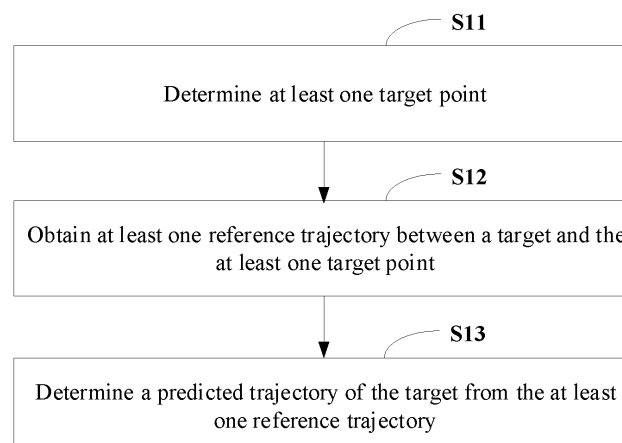 S11
Determine at least one target point
S12
Obtain at least one reference trajectory between a target and the
at least one target point
S13
Determine a predicted trajectory of the target from the at least
one reference trajectory